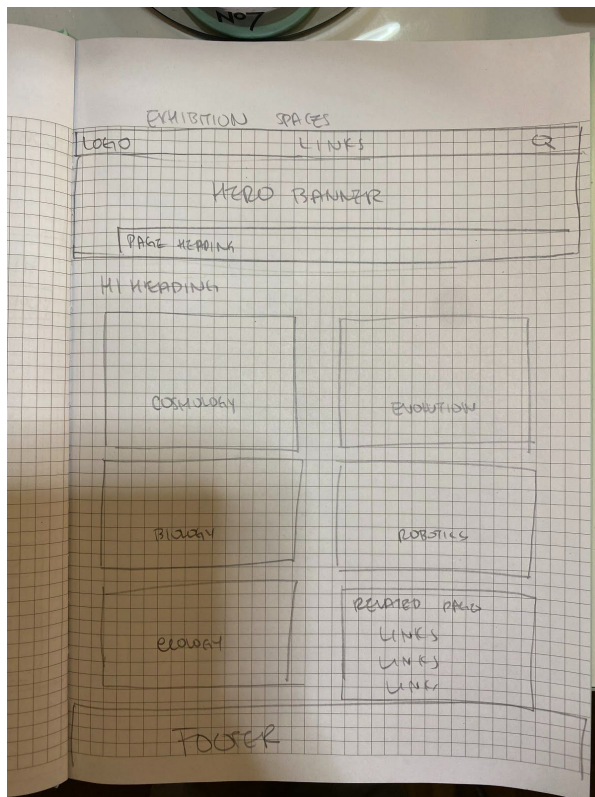 No7
EXHIBITION SPACES
LOGO LINKS
HERO BANNER
PAGE HEADING
H1 HEADING
COSMOLOGY EVOLUTION
BIOLOGY ROBOTICS
ECOLOGY RELATED PAGES
LINKS
LINKS
LINKS
FOOTER